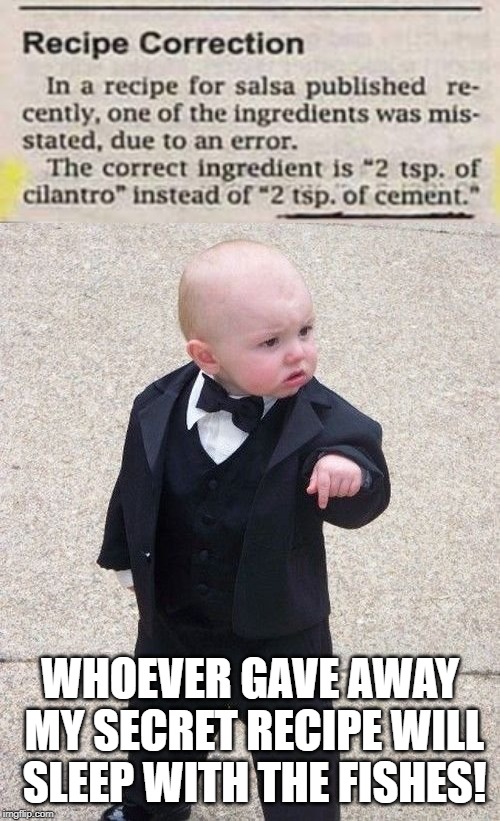 Recipe Correction
In a recipe for salsa published re-
cently, one of the ingredients was mis-
stated, due to an error.
The correct ingredient is "2 tsp. of
cilantro" instead of "2 tsp. of cement."
WHOEVER GAVE AWAY
MY SECRET RECIPE WILL
SLEEP WITH THE FISHES!
imgflip.com